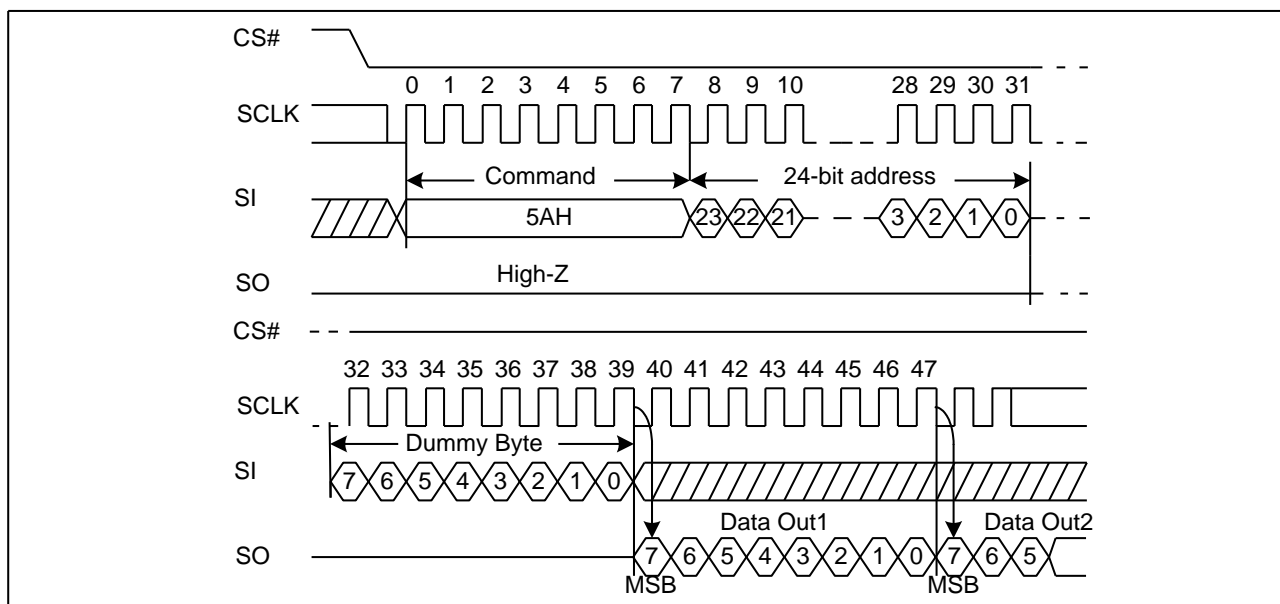 CS#
0 1 2 3 4 5 6 7 8 9 10 28 29 30 31
SCLK
Command 24-bit address
SI
5AH 23 22 21 3 2 1 0
High-Z
SO
CS#
32 33 34 35 36 37 38 39 40 41 42 43 44 45 46 47
SCLK
Dummy Byte
SI
7 6 5 4 3 2 1 0
Data Out1 Data Out2
SO
7 6 5 4 3 2 1 0 7 6 5
MSB MSB